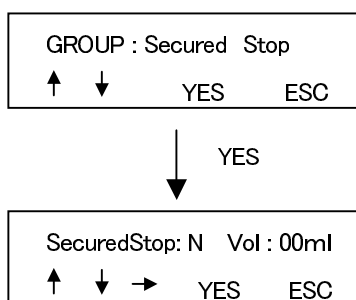 GROUP : Secured Stop
↑ ↓ YES ESC
YES
SecuredStop: N Vol : 00ml
↑ ↓ → YES ESC